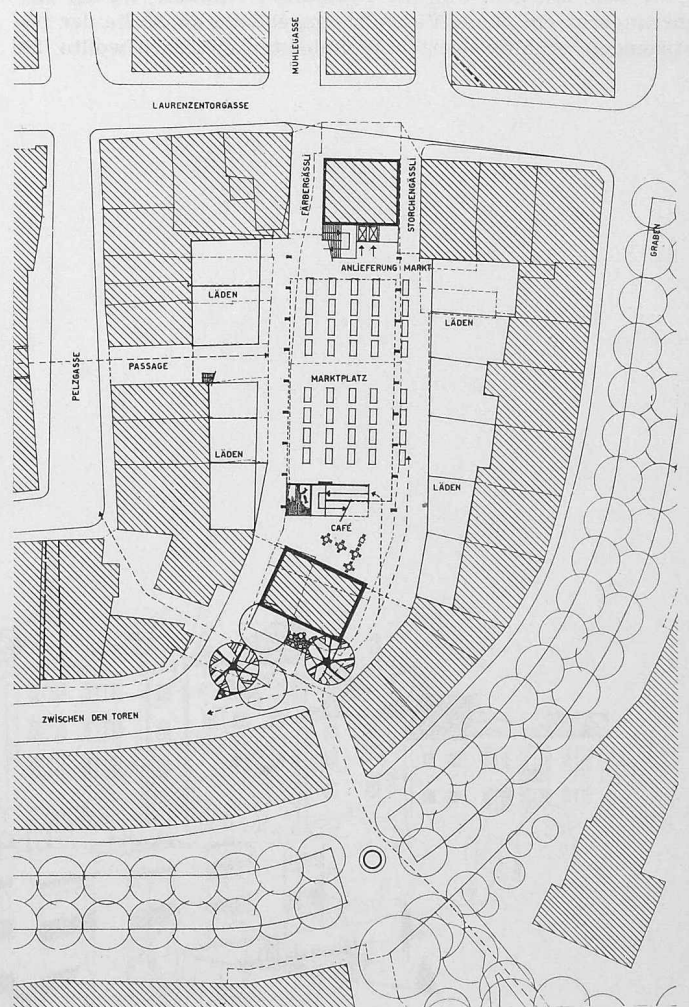 MÜHLEGASSE
LAURENZENTORGASSE
FÄRBERGÄSSLI
STORCHENGÄSSLI
GRABEN
ANLIEFERUNG MARKT
LÄDEN
LÄDEN
PELZGASSE
PASSAGE
MARKTPLATZ
LÄDEN
LÄDEN
CAFÉ
ZWISCHEN DEN TOREN